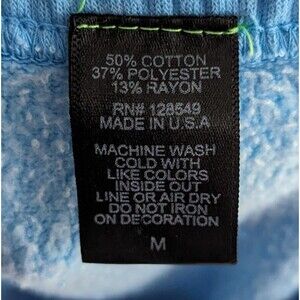 50% COTTON
37% POLYESTER
13% RAYON
RN# 128549
MADE IN U.S.A
MACHINE WASH
COLD WITH
LIKE COLORS
INSIDE OUT
LINE OR AIR DRY
DO NOT IRON
ON DECORATION
M